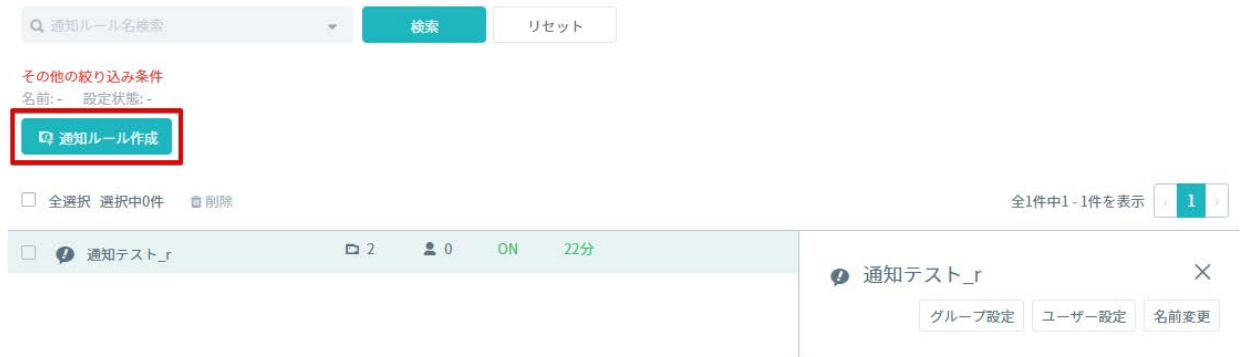 通知ルール名検索 検索 リセット
その他の絞り込み条件
名前: - 設定状態: -
通知ルール作成
全選択 選択中0件 削除 全1件中1 - 1件を表示 ‹ 1 ›
通知テスト_r 2 0 ON 22分
通知テスト_r
グループ設定 ユーザー設定 名前変更